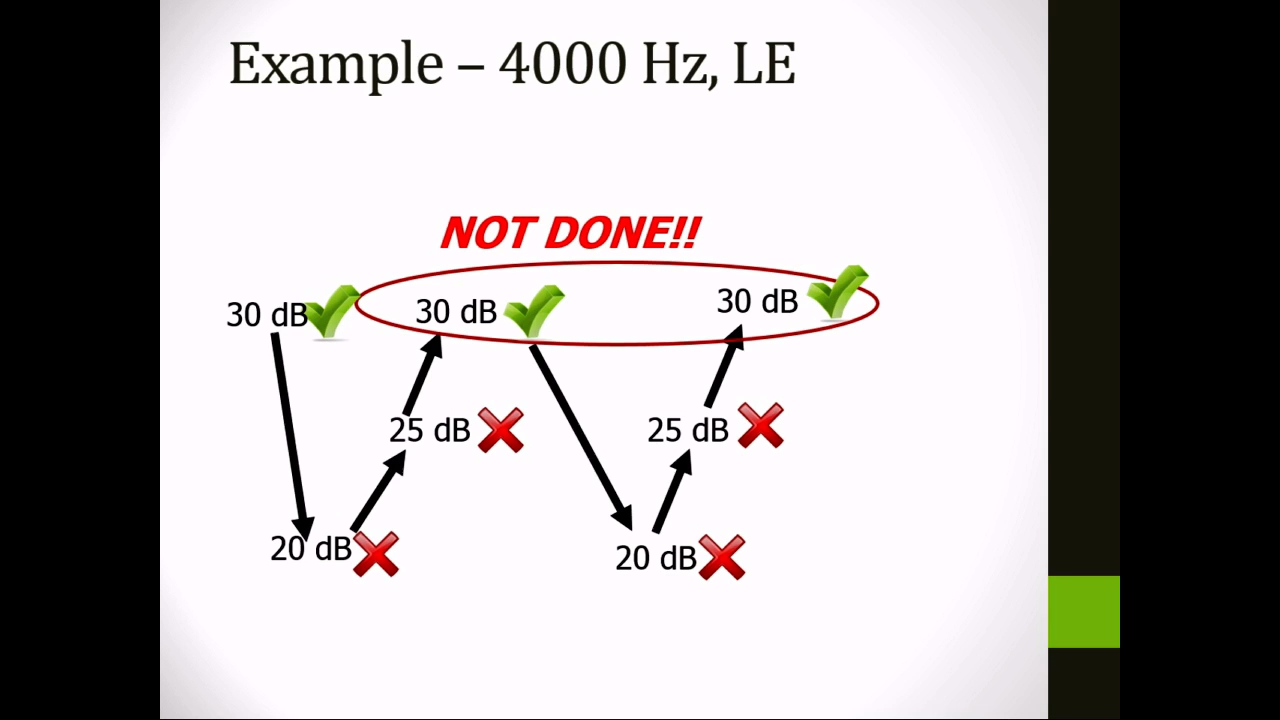 Example – 4000 Hz, LE
NOT DONE!!
30 dB
30 dB
30 dB
25 dB
25 dB
20 dB
20 dB